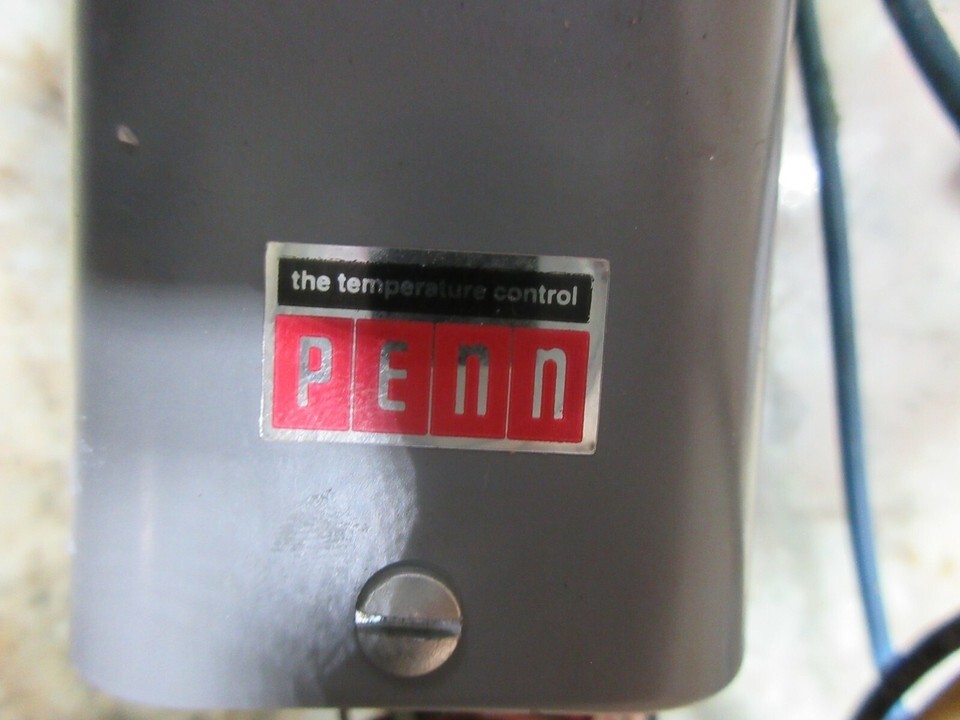 the temperature control
PEnn